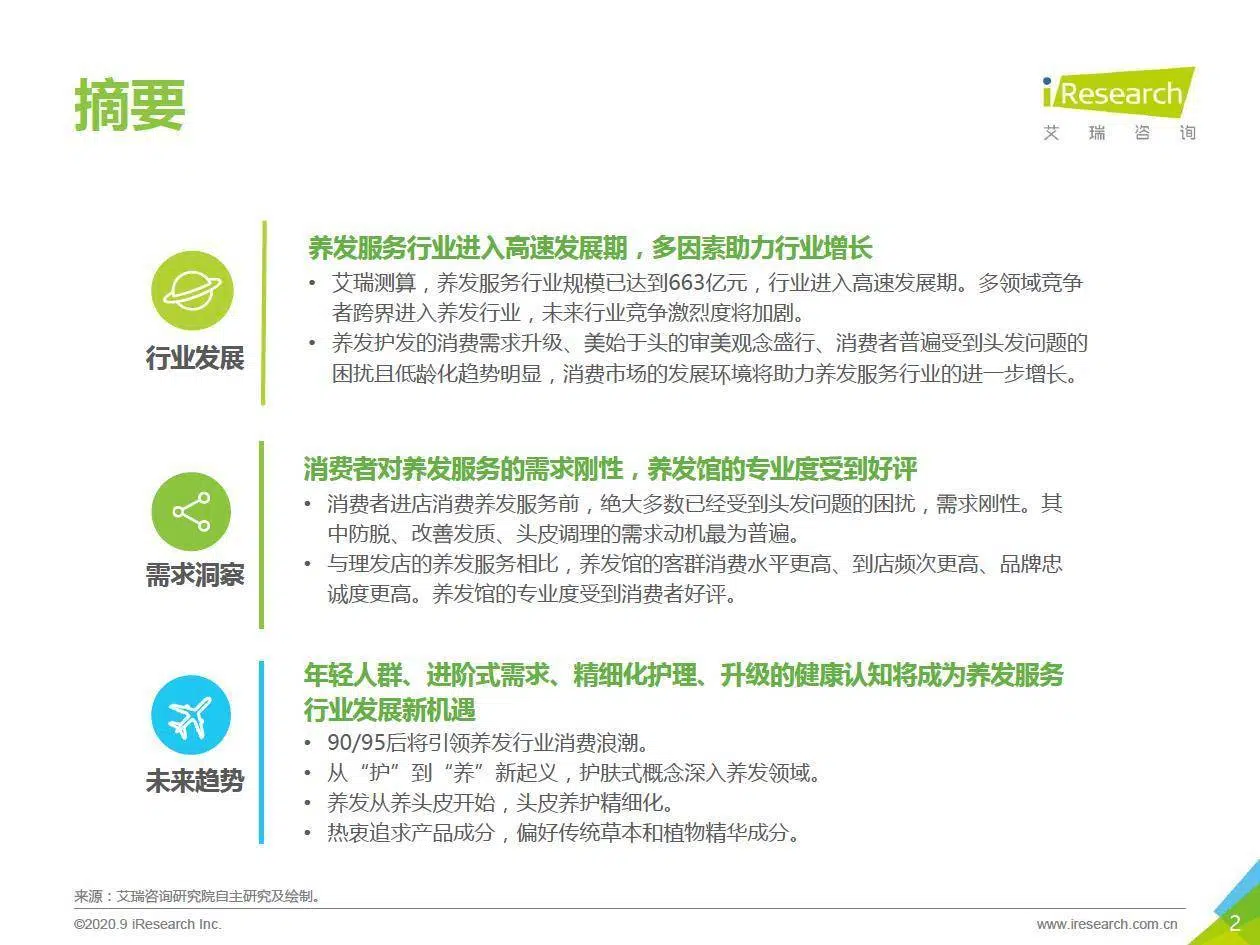 摘要
iResearch
艾瑞咨询
养发服务行业进入高速发展期，多因素助力行业增长
• 艾瑞测算，养发服务行业规模已达到663亿元，行业进入高速发展期。多领域竞争
者跨界进入养发行业，未来行业竞争激烈度将加剧。
• 养发护发的消费需求升级、美始于头的审美观念盛行、消费者普遍受到头发问题的
困扰且低龄化趋势明显，消费市场的发展环境将助力养发服务行业的进一步增长。
行业发展
消费者对养发服务的需求刚性，养发馆的专业度受到好评
• 消费者进店消费养发服务前，绝大多数已经受到头发问题的困扰，需求刚性。其
中防脱、改善发质、头皮调理的需求动机最为普遍。
• 与理发店的养发服务相比，养发馆的客群消费水平更高、到店频次更高、品牌忠
诚度更高。养发馆的专业度受到消费者好评。
需求洞察
年轻人群、进阶式需求、精细化护理、升级的健康认知将成为养发服务
行业发展新机遇
• 90/95后将引领养发行业消费浪潮。
• 从“护”到“养”新起义，护肤式概念深入养发领域。
• 养发从养头皮开始，头皮养护精细化。
• 热衷追求产品成分，偏好传统草本和植物精华成分。
未来趋势
来源：艾瑞咨询研究院自主研究及绘制。
©2020.9 iResearch Inc.
www.iresearch.com.cn
2